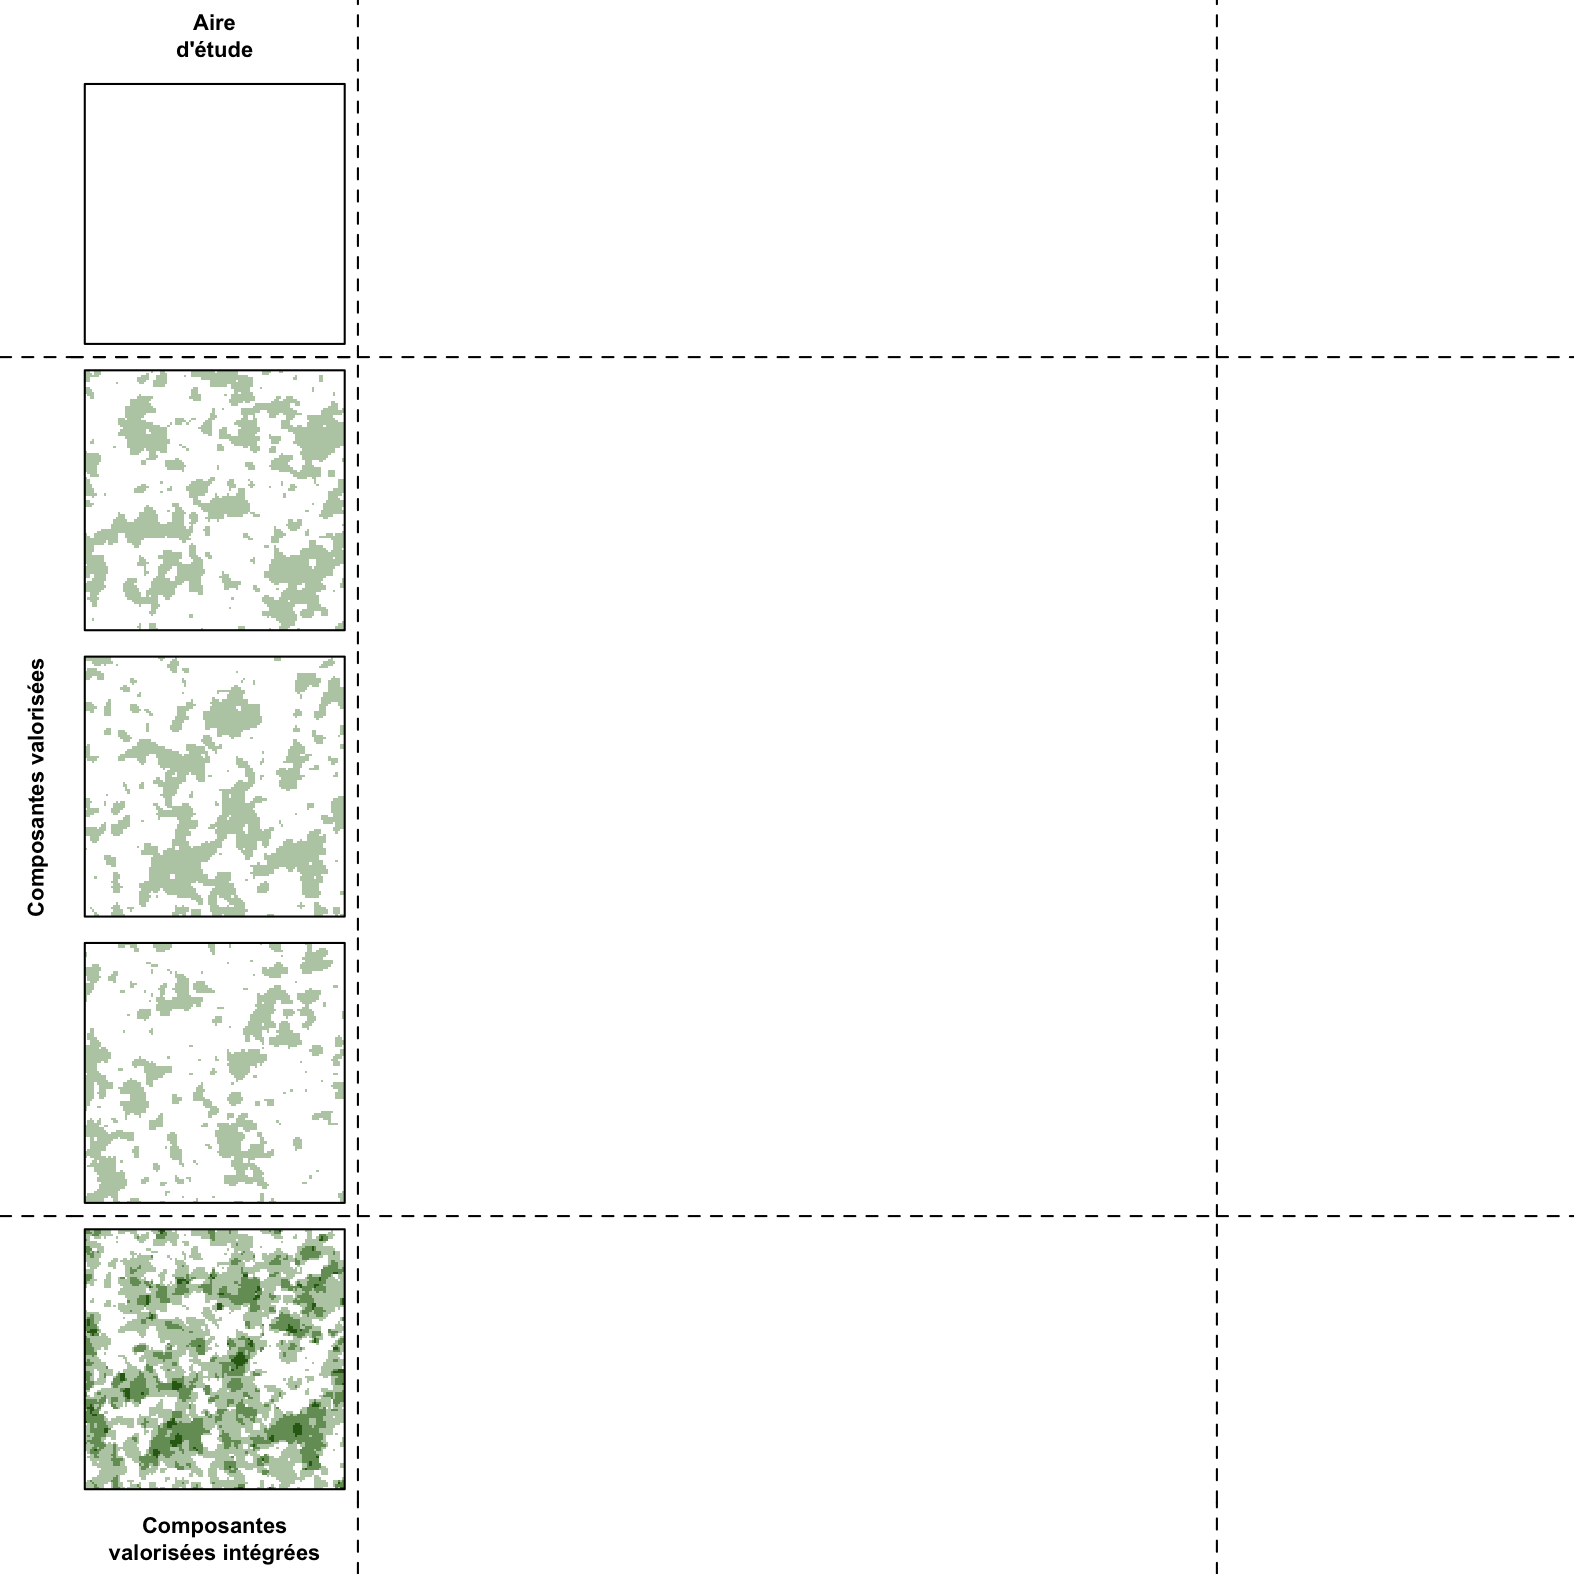 Aire
d'étude
Composantes valorisées
Composantes
valorisées intégrées